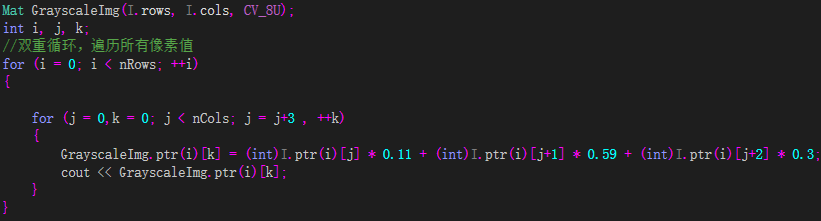 Mat GrayscaleImg(I.rows, I.cols, CV_8U);
int i, j, k;
//双重循环，遍历所有像素值
for (i = 0; i < nRows; ++i)
{
for (j = 0,k = 0; j < nCols; j = j+3 , ++k)
{
GrayscaleImg.ptr(i)[k] = (int)I.ptr(i)[j] * 0.11 + (int)I.ptr(i)[j+1] * 0.59 + (int)I.ptr(i)[j+2] * 0.3;
cout << GrayscaleImg.ptr(i)[k];
}
}